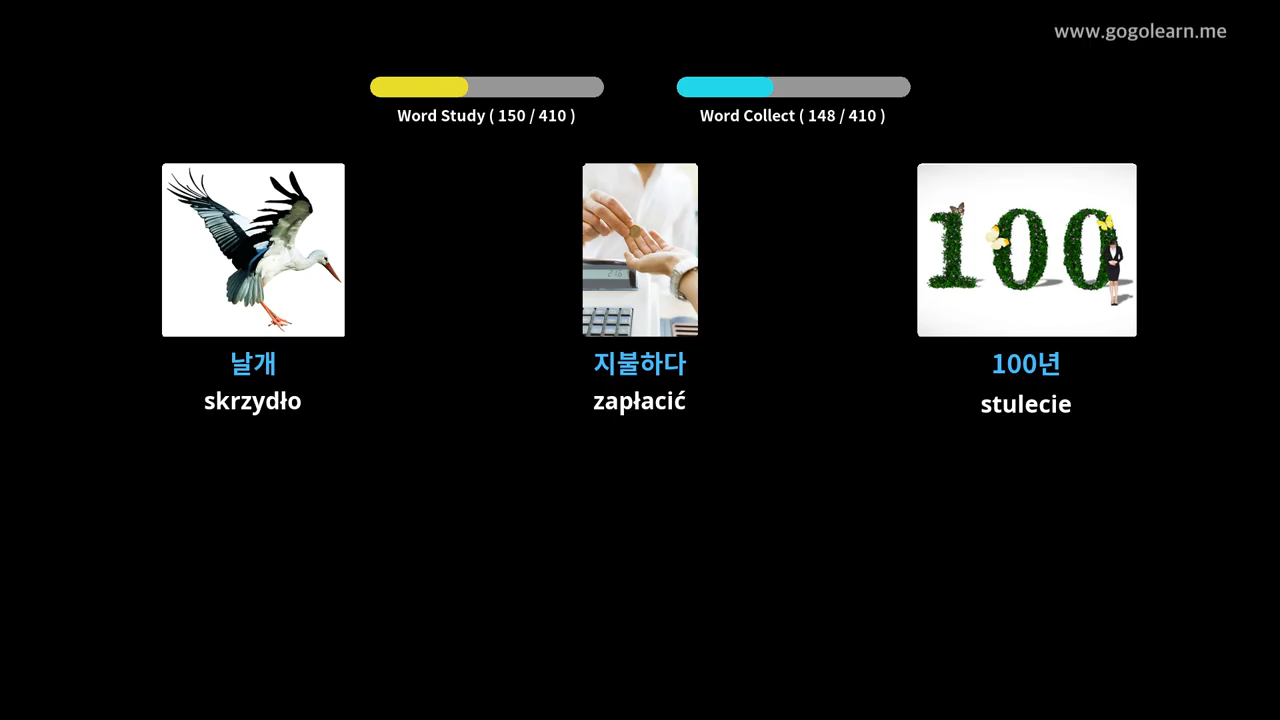 www.gogolearn.me
Word Study ( 150 / 410 )
Word Collect ( 148 / 410 )
날개
skrzydło
지불하다
zapłacić
100년
stulecie